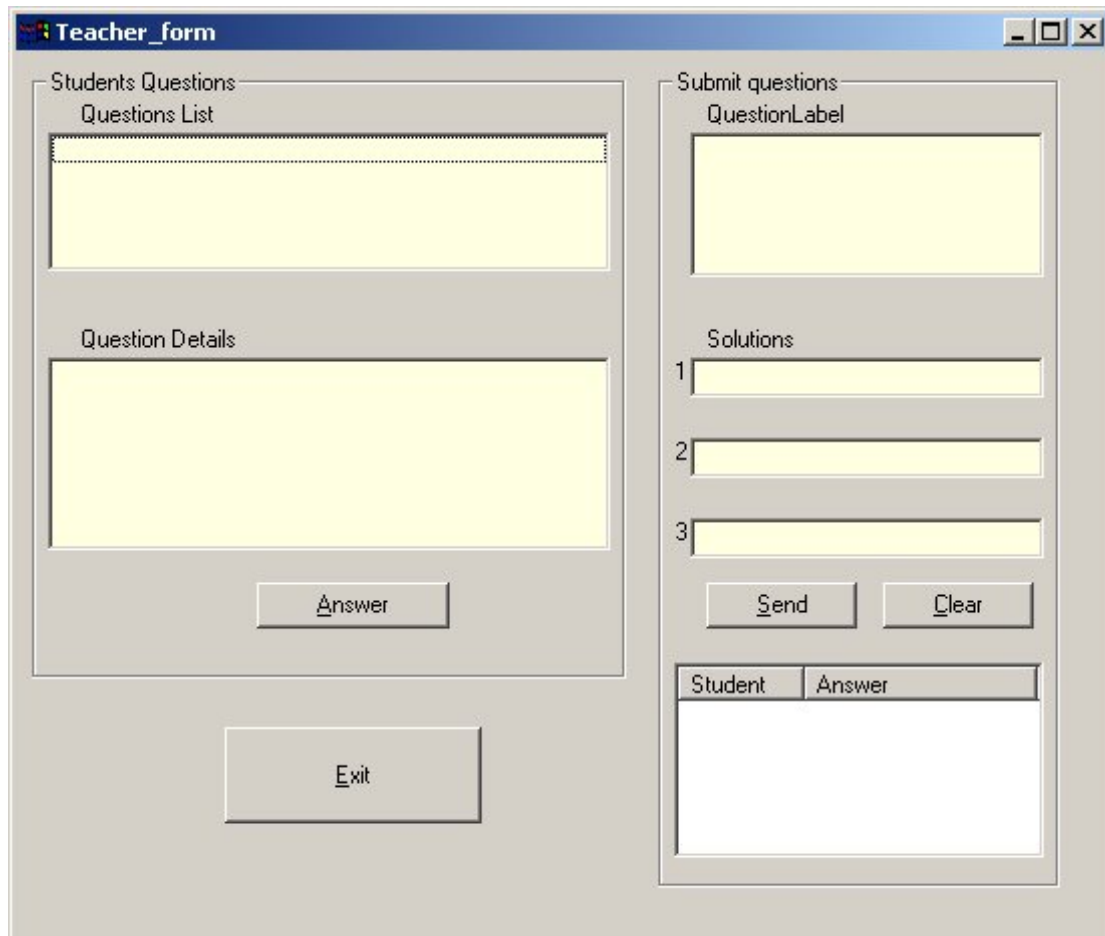 Teacher_form
Students Questions
Questions List
Question Details
Answer
Exit
Submit questions
QuestionLabel
Solutions
1
2
3
Send Clear
Student Answer